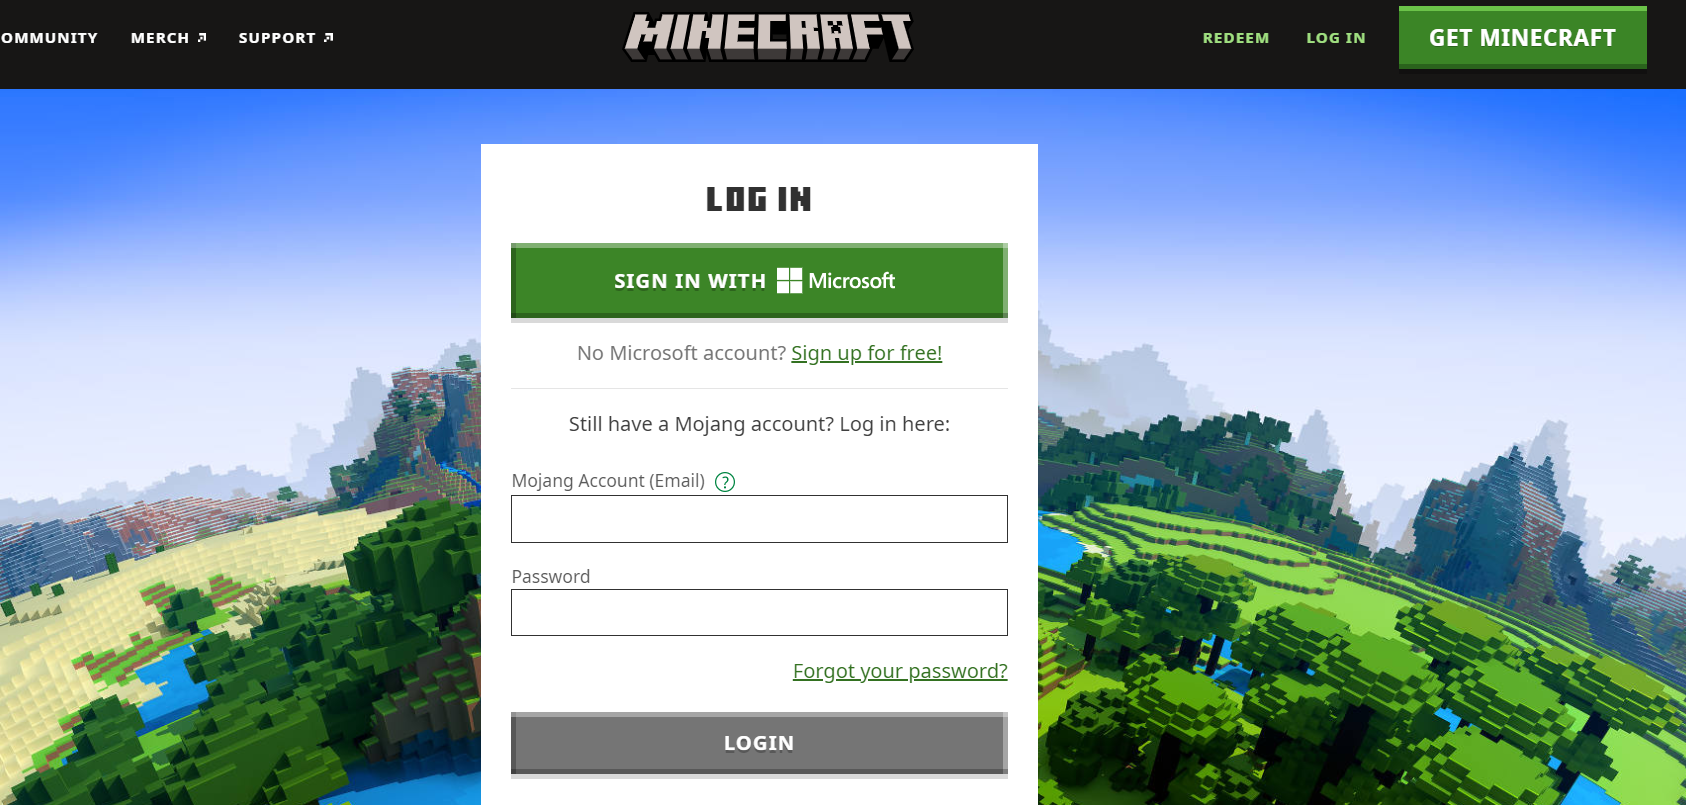 OMMUNITY MERCH SUPPORT MINECRAFT REDEEM LOG IN GET MINECRAFT
LOG IN
SIGN IN WITH Microsoft
No Microsoft account? Sign up for free!
Still have a Mojang account? Log in here:
Mojang Account (Email) ?
Password
Forgot your password?
LOGIN